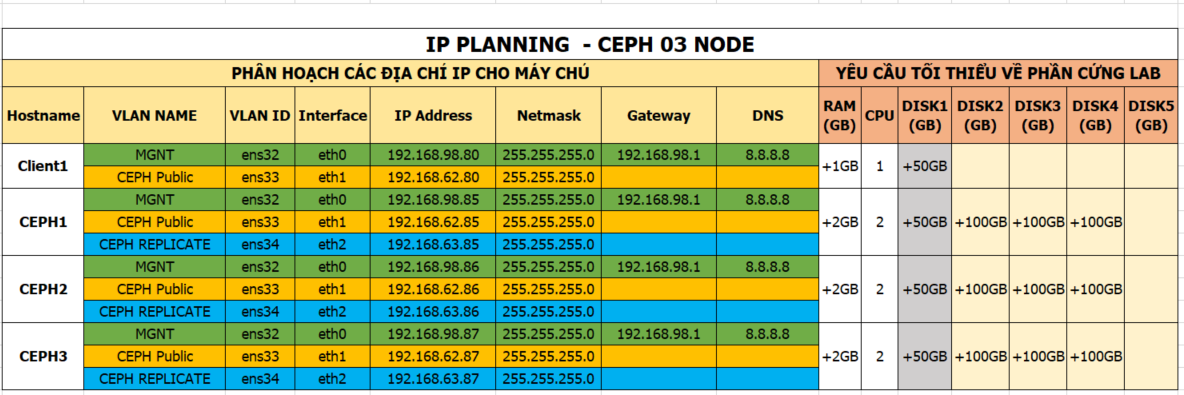 IP PLANNING - CEPH 03 NODE
PHÂN HOẠCH CÁC ĐỊA CHỈ IP CHO MÁY CHỦ YÊU CẦU TỐI THIỂU VỀ PHẦN CỨNG LAB
Hostname VLAN NAME VLAN ID Interface IP Address Netmask Gateway DNS RAM (GB) CPU DISK1 (GB) DISK2 (GB) DISK3 (GB) DISK4 (GB) DISK5 (GB)
Client1 MGNT ens32 eth0 192.168.98.80 255.255.255.0 192.168.98.1 8.8.8.8 +1GB 1 +50GB
CEPH Public ens33 eth1 192.168.62.80 255.255.255.0
CEPH1 MGNT ens32 eth0 192.168.98.85 255.255.255.0 192.168.98.1 8.8.8.8 +2GB 2 +50GB +100GB +100GB +100GB
CEPH Public ens33 eth1 192.168.62.85 255.255.255.0
CEPH REPLICATE ens34 eth2 192.168.63.85 255.255.255.0
CEPH2 MGNT ens32 eth0 192.168.98.86 255.255.255.0 192.168.98.1 8.8.8.8 +2GB 2 +50GB +100GB +100GB +100GB
CEPH Public ens33 eth1 192.168.62.86 255.255.255.0
CEPH REPLICATE ens34 eth2 192.168.63.86 255.255.255.0
CEPH3 MGNT ens32 eth0 192.168.98.87 255.255.255.0 192.168.98.1 8.8.8.8 +2GB 2 +50GB +100GB +100GB +100GB
CEPH Public ens33 eth1 192.168.62.87 255.255.255.0
CEPH REPLICATE ens34 eth2 192.168.63.87 255.255.255.0